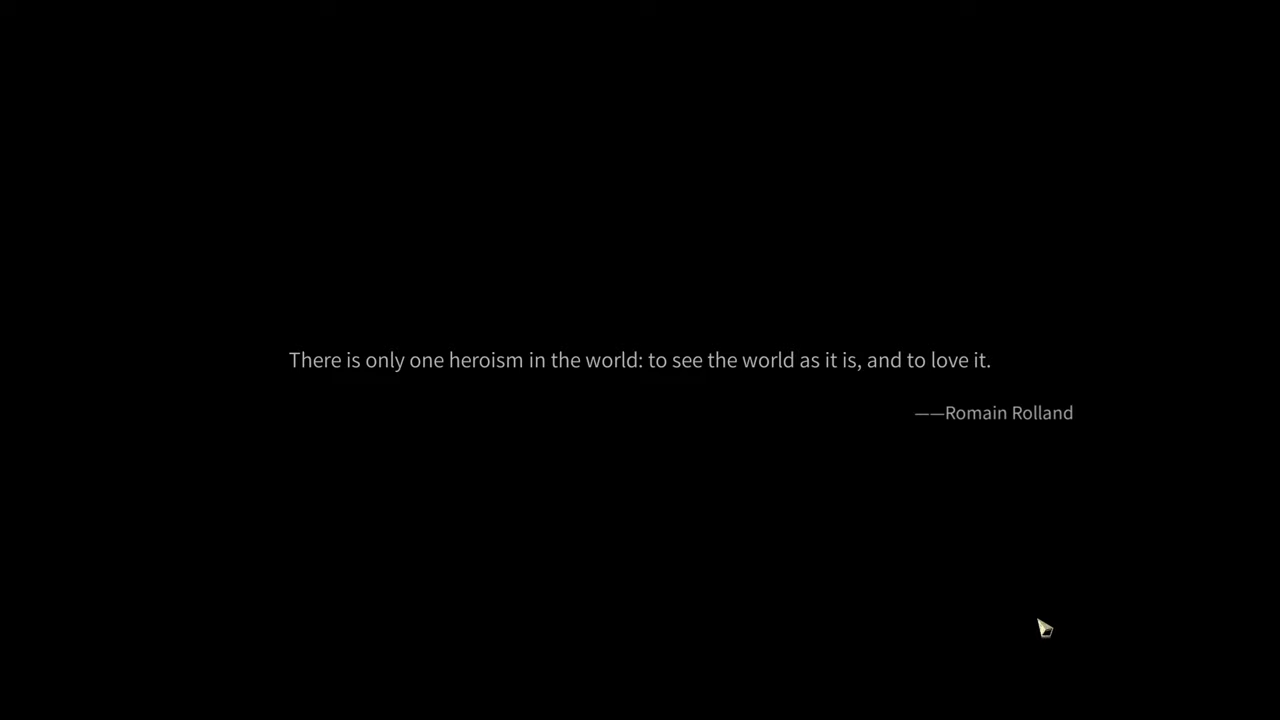 There is only one heroism in the world: to see the world as it is, and to love it.
——Romain Rolland